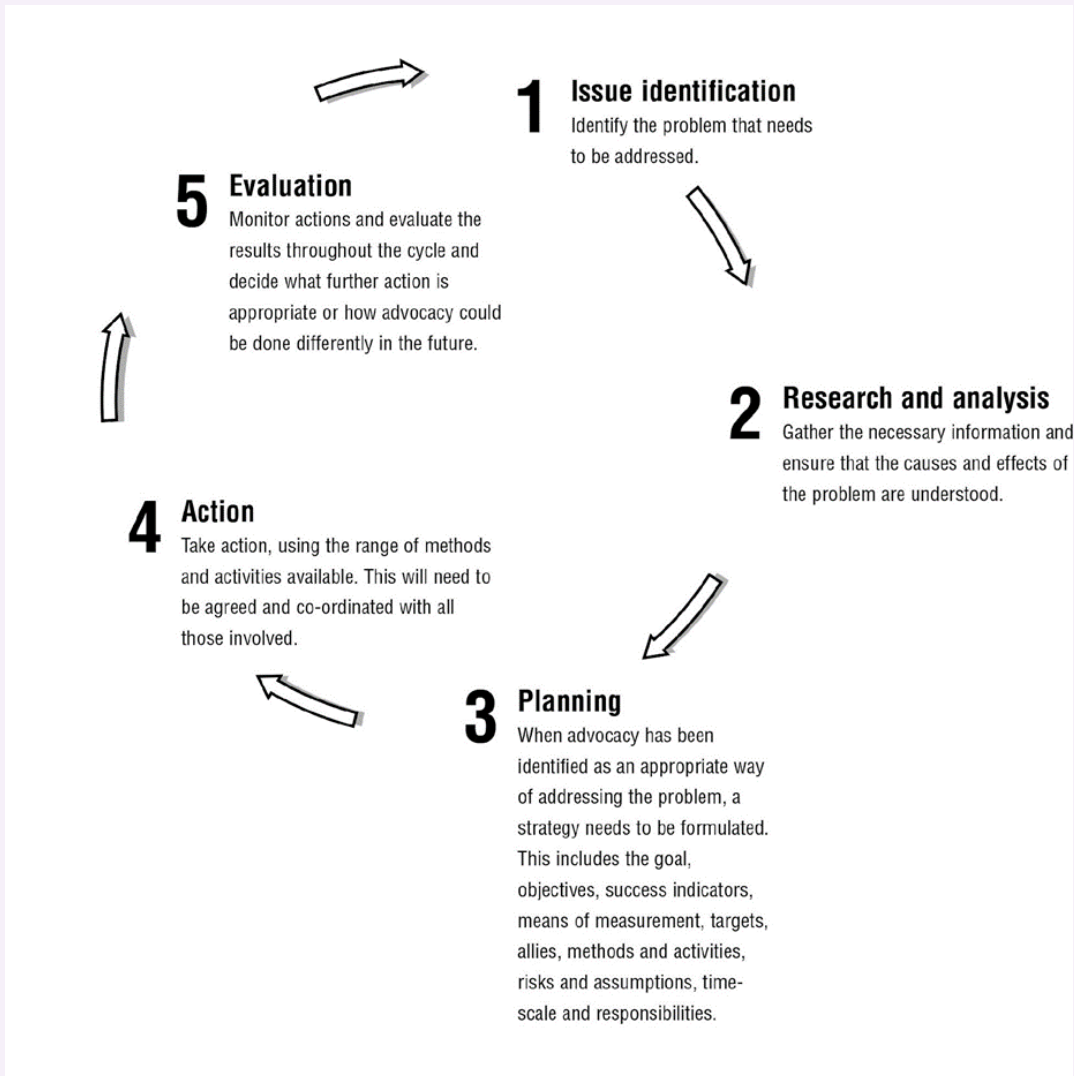 1 Issue identification
Identify the problem that needs
to be addressed.
2 Research and analysis
Gather the necessary information and
ensure that the causes and effects of
the problem are understood.
3 Planning
When advocacy has been
identified as an appropriate way
of addressing the problem, a
strategy needs to be formulated.
This includes the goal,
objectives, success indicators,
means of measurement, targets,
allies, methods and activities,
risks and assumptions, time-
scale and responsibilities.
4 Action
Take action, using the range of methods
and activities available. This will need to
be agreed and co-ordinated with all
those involved.
5 Evaluation
Monitor actions and evaluate the
results throughout the cycle and
decide what further action is
appropriate or how advocacy could
be done differently in the future.